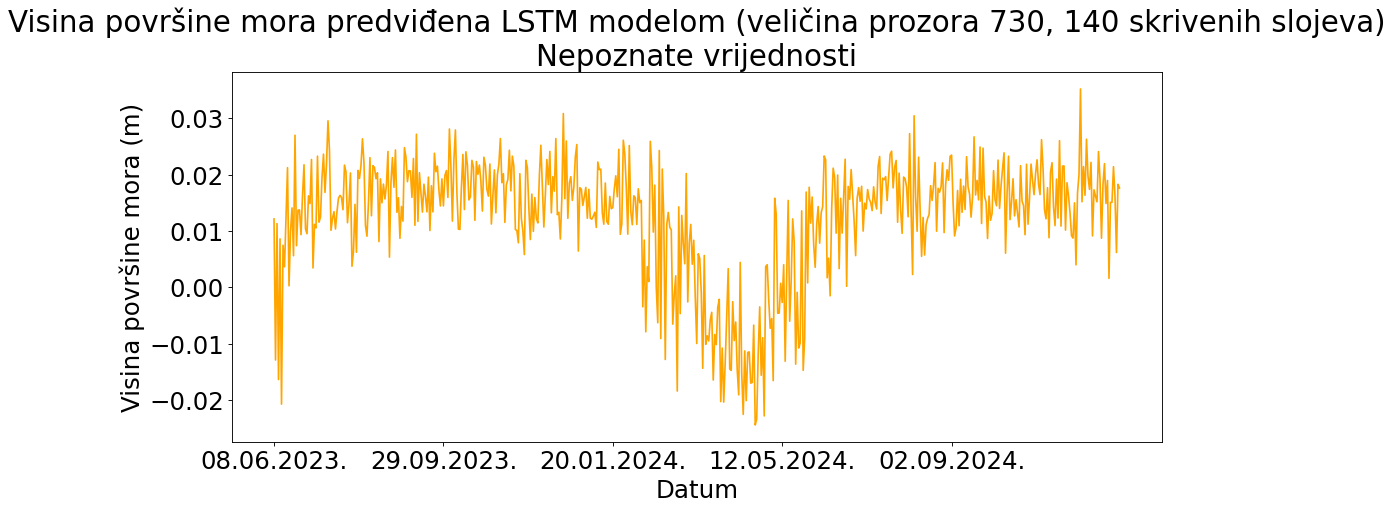 Visina površine mora predviđena LSTM modelom (veličina prozora 730, 140 skrivenih slojeva)
Nepoznate vrijednosti
Visina površine mora (m)
0.03
0.02
0.01
0.00
−0.01
−0.02
08.06.2023. 29.09.2023. 20.01.2024. 12.05.2024. 02.09.2024.
Datum